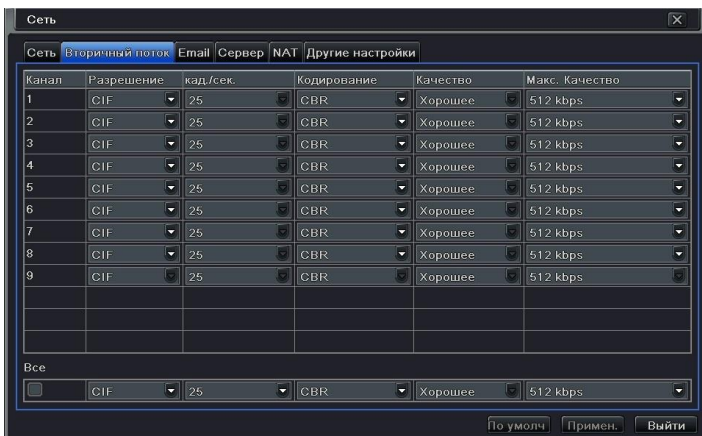 Сеть
Сеть Вторичный поток Email Сервер NAT Другие настройки
Канал Разрешение кад./сек. Кодирование Качество Макс. Качество
1 CIF 25 CBR Хорошее 512 kbps
2 CIF 25 CBR Хорошее 512 kbps
3 CIF 25 CBR Хорошее 512 kbps
4 CIF 25 CBR Хорошее 512 kbps
5 CIF 25 CBR Хорошее 512 kbps
6 CIF 25 CBR Хорошее 512 kbps
7 CIF 25 CBR Хорошее 512 kbps
8 CIF 25 CBR Хорошее 512 kbps
9 CIF 25 CBR Хорошее 512 kbps
Все
CIF 25 CBR Хорошее 512 kbps
По умолч Примен. Выйти